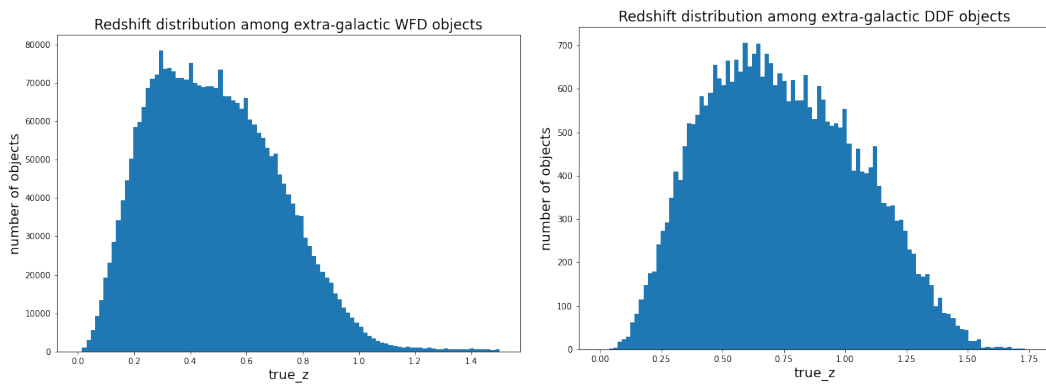 Redshift distribution among extra-galactic WFD objects
80000
70000
60000
50000
40000
30000
20000
10000
0
number of objects
0.0 0.2 0.4 0.6 0.8 1.0 1.2 1.4
true_z
Redshift distribution among extra-galactic DDF objects
700
600
500
400
300
200
100
0
number of objects
0.00 0.25 0.50 0.75 1.00 1.25 1.50 1.75
true_z